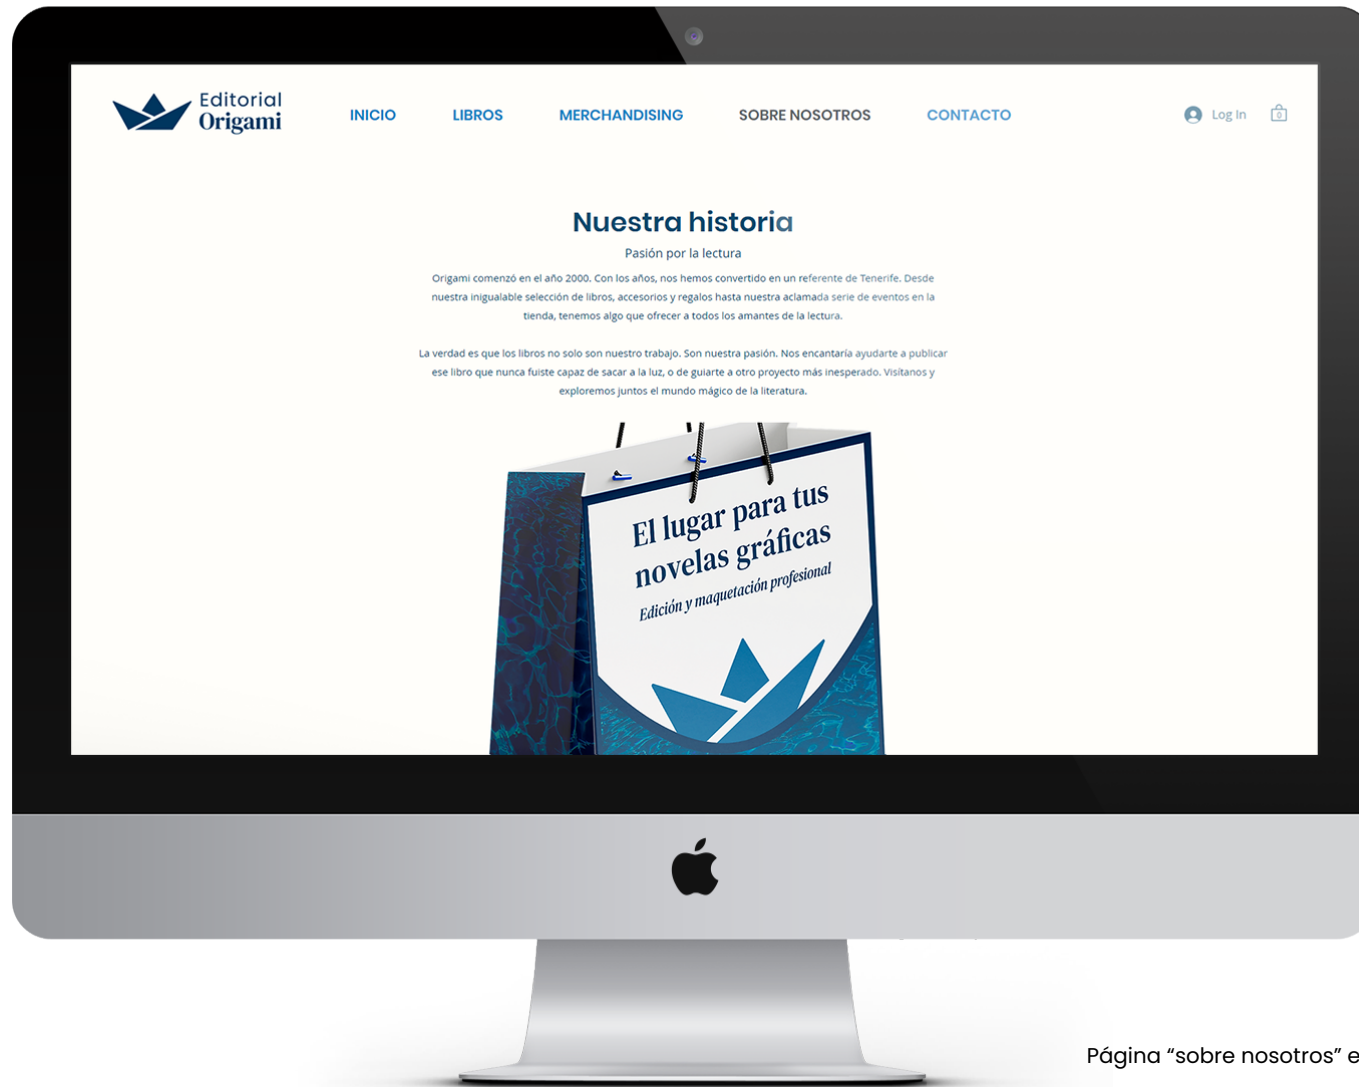 Editorial
Origami
INICIO
LIBROS
MERCHANDISING
SOBRE NOSOTROS
CONTACTO
Log In
0
Nuestra historia
Pasión por la lectura
Origami comenzó en el año 2000. Con los años, nos hemos convertido en un referente de Tenerife. Desde
nuestra inigualable selección de libros, accesorios y regalos hasta nuestra aclamada serie de eventos en la
tienda, tenemos algo que ofrecer a todos los amantes de la lectura.
La verdad es que los libros no solo son nuestro trabajo. Son nuestra pasión. Nos encantaría ayudarte a publicar
ese libro que nunca fuiste capaz de sacar a la luz, o de guiarte a otro proyecto más inesperado. Visítanos y
exploremos juntos el mundo mágico de la literatura.
El lugar para tus
novelas gráficas
Edición y maquetación profesional
Página “sobre nosotros” e